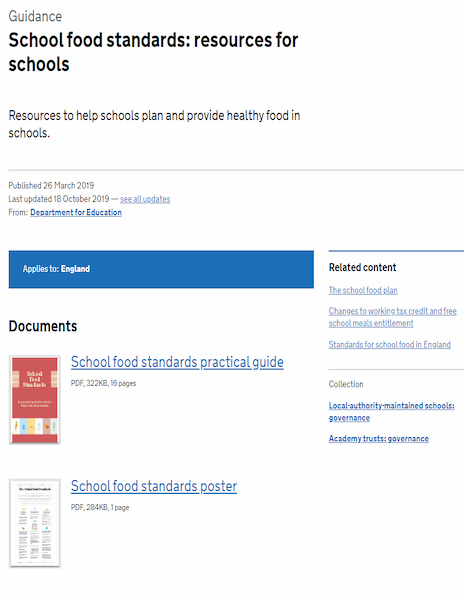 Guidance
School food standards: resources for
schools
Resources to help schools plan and provide healthy food in
schools.
Published 26 March 2019
Last updated 18 October 2019 — see all updates
From: Department for Education
Applies to: England
Related content
The school food plan
Changes to working tax credit and free
school meals entitlement
Standards for school food in England
Collection
Local-authority-maintained schools:
governance
Academy trusts: governance
Documents
School
Food
Standards
School food standards practical guide
PDF, 322KB, 16 pages
School food standards poster
PDF, 284KB, 1 page
The School Food Standards